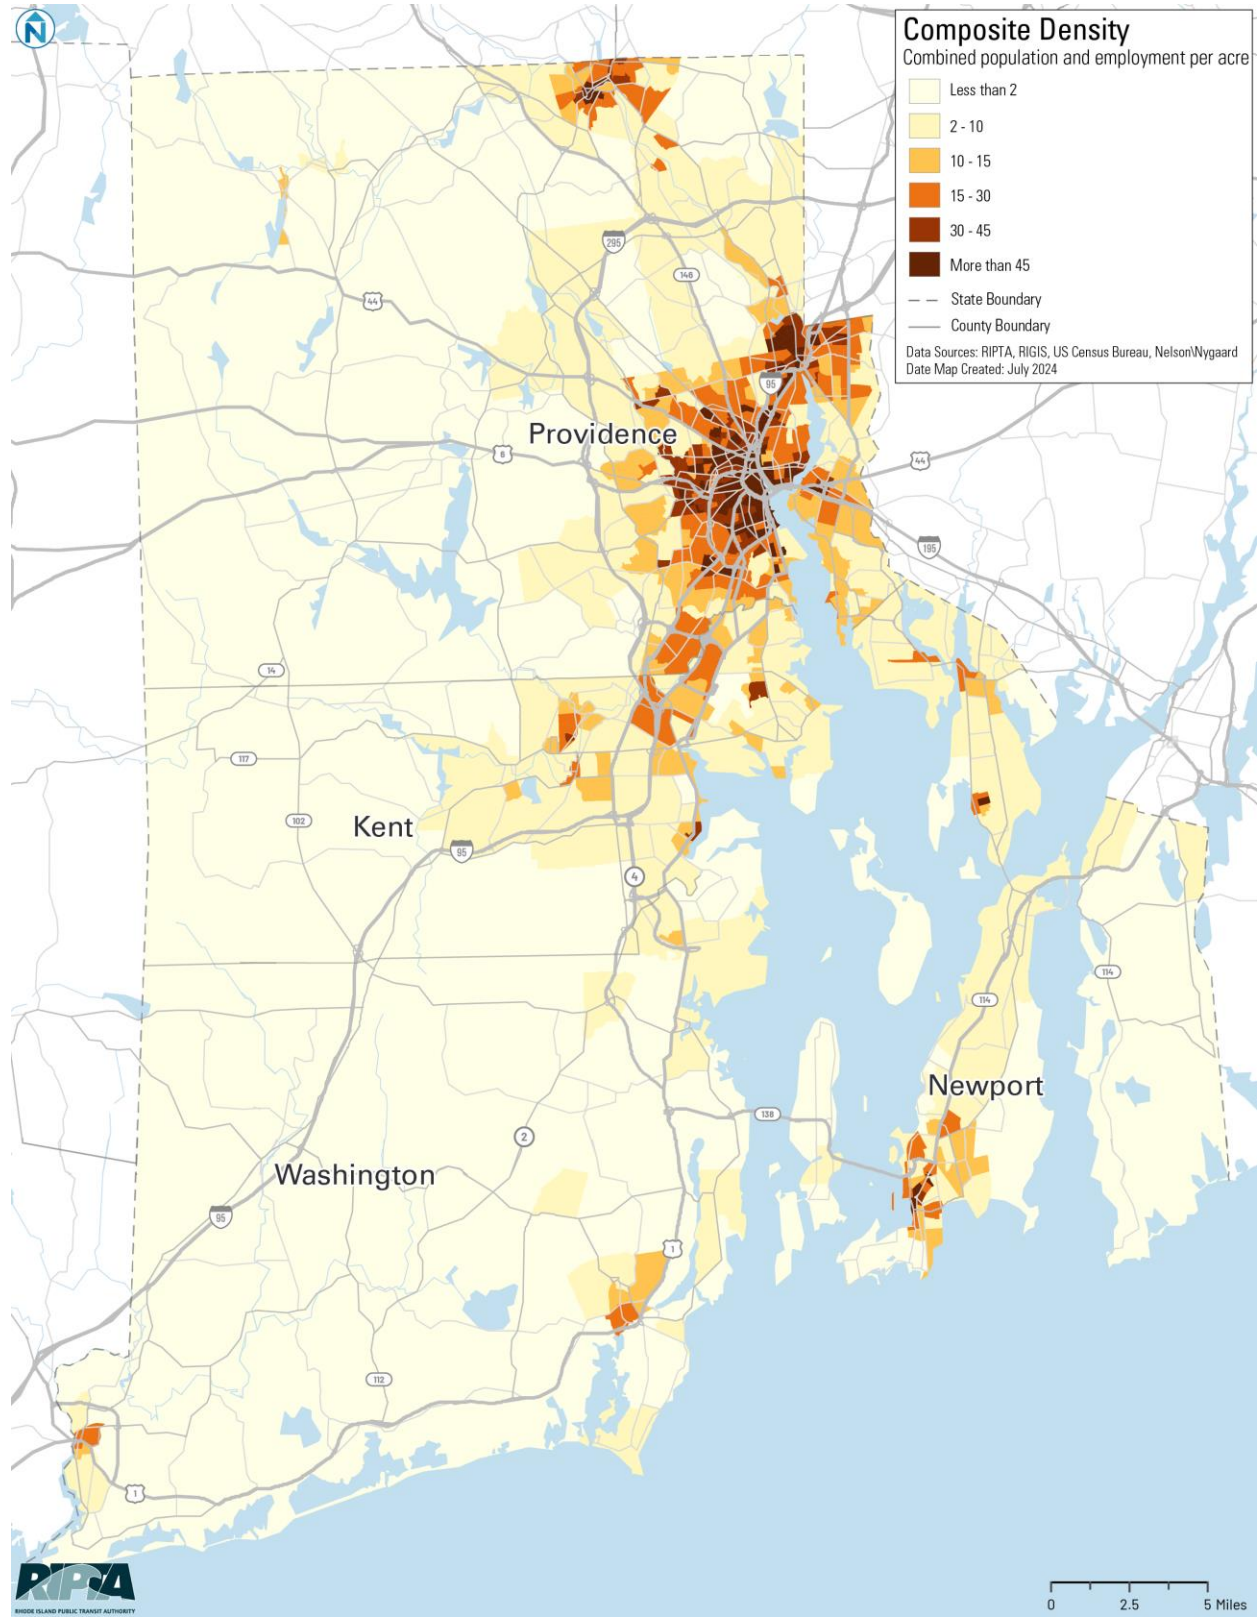 N
Composite Density
Combined population and employment per acre
Less than 2
2 - 10
10 - 15
15 - 30
30 - 45
More than 45
State Boundary
County Boundary
Data Sources: RIPTA, RIGIS, US Census Bureau, Nelson\Nygaard
Date Map Created: July 2024
295
146
44
95
Providence
6
44
195
14
117
102
Kent
95
4
114
114
Newport
138
2
Washington
95
1
112
1
RIPTA
RHODE ISLAND PUBLIC TRANSIT AUTHORITY
0 2.5 5 Miles